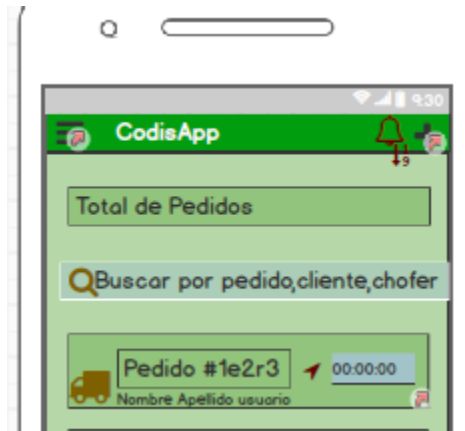 9:30
CodisApp
1
9
Total de Pedidos
Buscar por pedido,cliente,chofer
Pedido #1e2r3
00:00:00
Nombre Apellido usuario